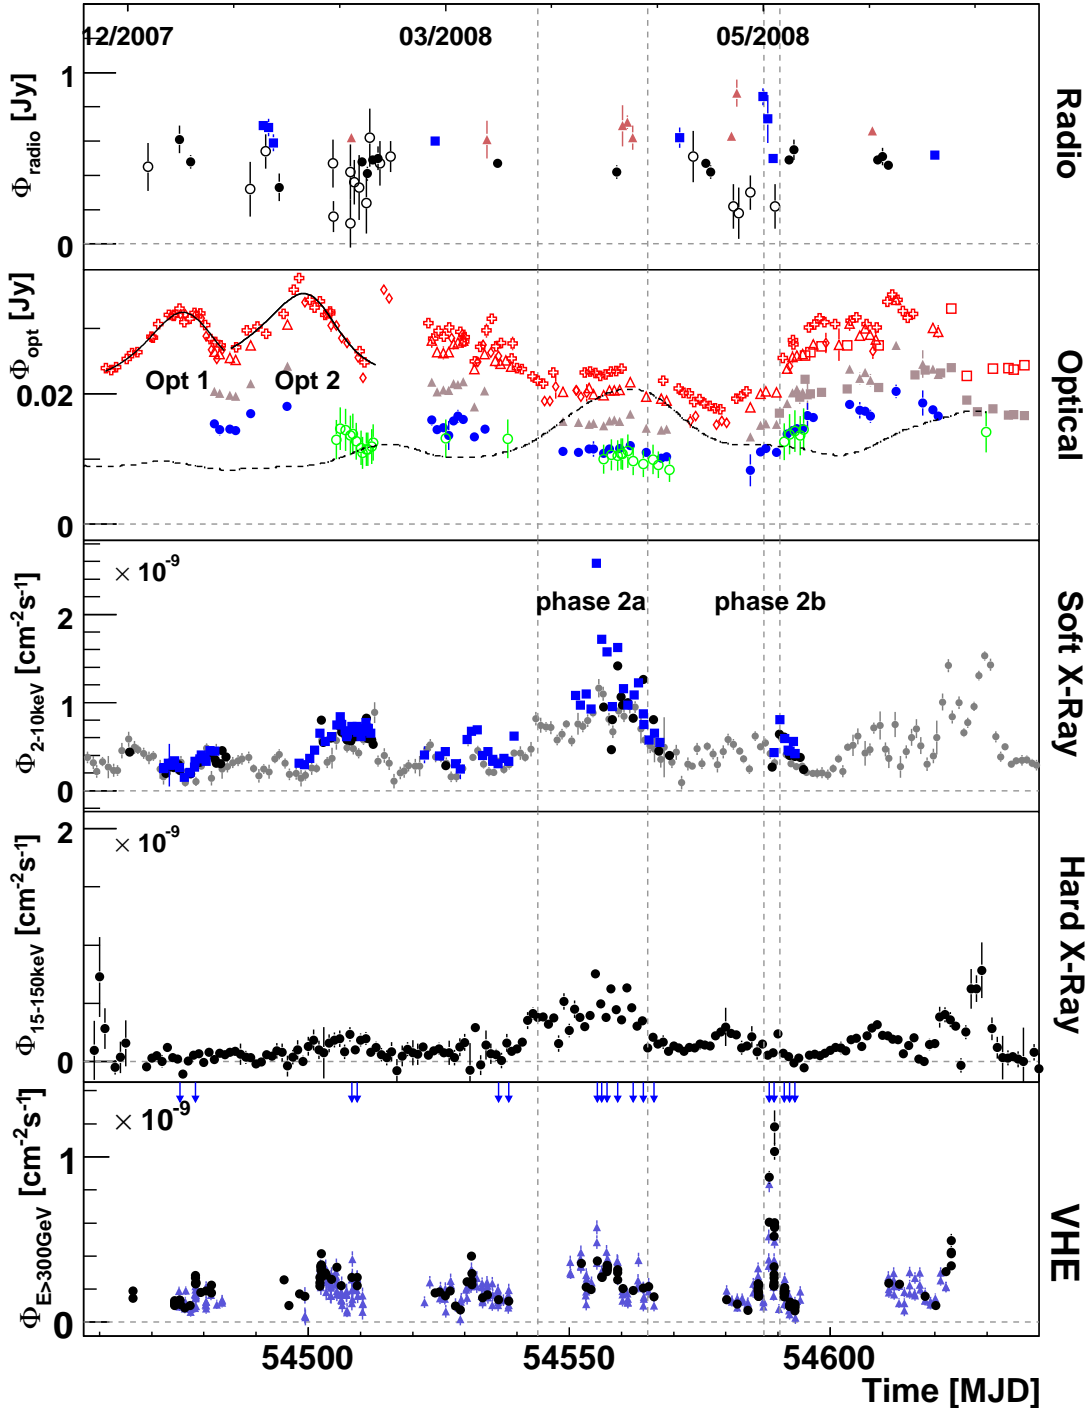 12/2007 03/2008 05/2008
1
0
Φradio [Jy]
Radio
0.02
0
Φopt [Jy]
Opt 1 Opt 2
Optical
× 10⁻⁹
2
1
0
Φ2-10keV [cm⁻²s⁻¹]
phase 2a phase 2b
Soft X-Ray
2
× 10⁻⁹
0
Φ15-150keV [cm⁻²s⁻¹]
Hard X-Ray
× 10⁻⁹
1
0
ΦE>300GeV [cm⁻²s⁻¹]
VHE
54500 54550 54600
Time [MJD]